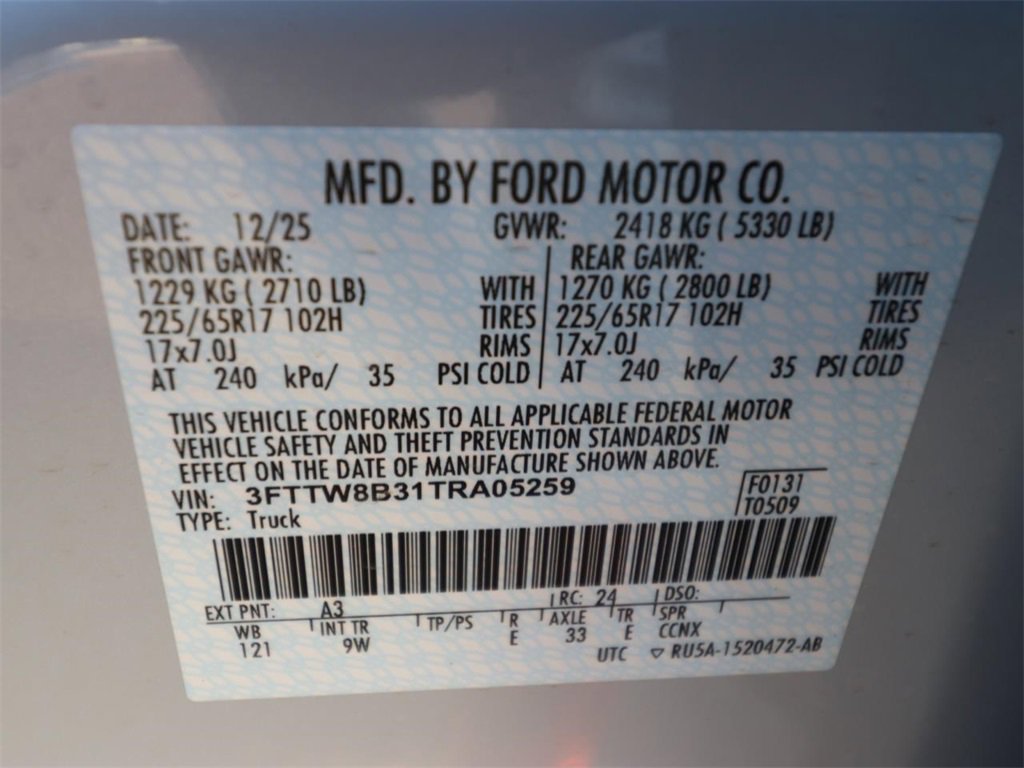 MFD. BY FORD MOTOR CO.
DATE: 12/25 GVWR: 2418 KG ( 5330 LB)
FRONT GAWR: REAR GAWR:
1229 KG ( 2710 LB) WITH 1270 KG ( 2800 LB) WITH
225/65R17 102H TIRES 225/65R17 102H TIRES
17x7.0J RIMS 17x7.0J RIMS
AT 240 kPa/ 35 PSI COLD AT 240 kPa/ 35 PSI COLD
THIS VEHICLE CONFORMS TO ALL APPLICABLE FEDERAL MOTOR
VEHICLE SAFETY AND THEFT PREVENTION STANDARDS IN
EFFECT ON THE DATE OF MANUFACTURE SHOWN ABOVE.
VIN: 3FTTW8B31TRA05259 F0131
TYPE: Truck T0509
EXT PNT: A3 RC: 24 DSO:
WB INT TR TP/PS R AXLE TR SPR
121 9W E 33 E CCNX
UTC ▽ RU5A-1520472-AB